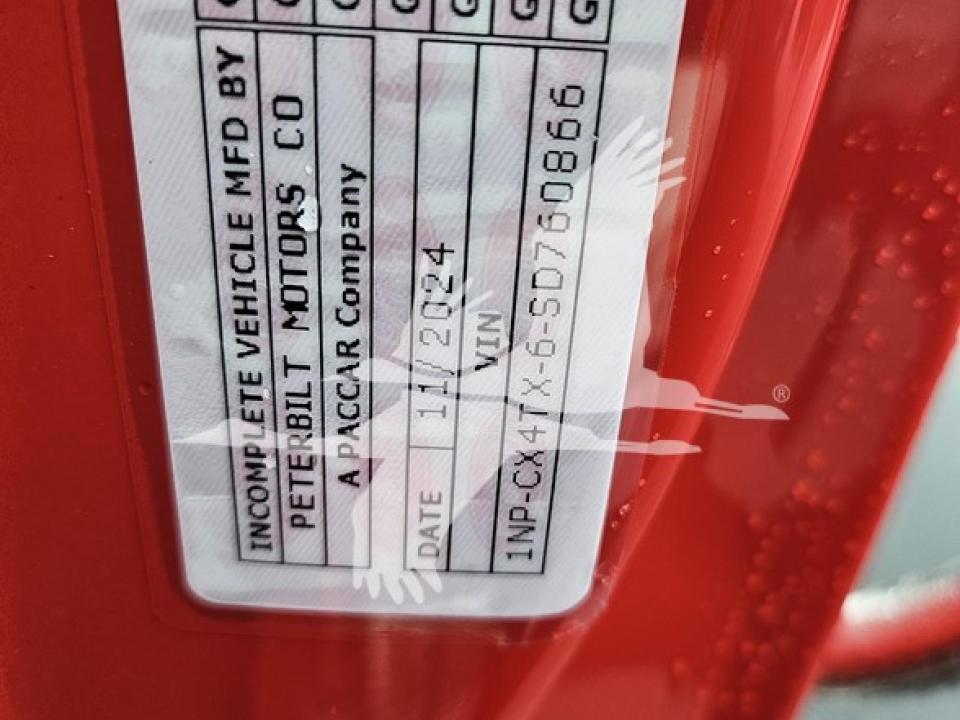 INCOMPLETE VEHICLE MFD BY
PETERBILT MOTORS CO
A PACCAR Company
DATE 11/2024
VIN
1NP-CX4TX-6-SD760866
G
G
G
G
®